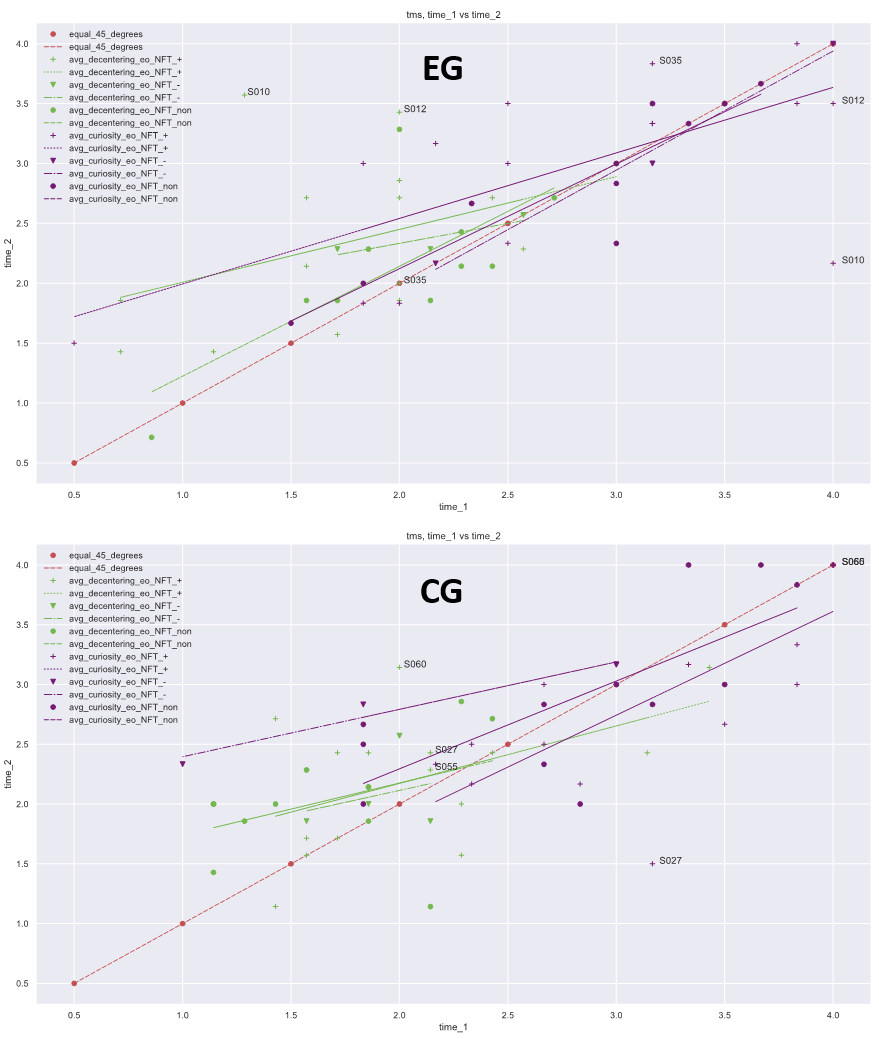 tms, time_1 vs time_2
EG
equal_45_degrees
equal_45_degrees
avg_decentering_eo_NFT_+
avg_decentering_eo_NFT_+
avg_decentering_eo_NFT_-
avg_decentering_eo_NFT_-
avg_decentering_eo_NFT_non
avg_decentering_eo_NFT_non
avg_curiosity_eo_NFT_+
avg_curiosity_eo_NFT_+
avg_curiosity_eo_NFT_-
avg_curiosity_eo_NFT_-
avg_curiosity_eo_NFT_non
avg_curiosity_eo_NFT_non
S035
S010
S012
S012
S010
S035
4.0
3.5
3.0
2.5
2.0
1.5
1.0
0.5
time_2
0.5 1.0 1.5 2.0 2.5 3.0 3.5 4.0
time_1
tms, time_1 vs time_2
CG
equal_45_degrees
equal_45_degrees
avg_decentering_eo_NFT_+
avg_decentering_eo_NFT_+
avg_decentering_eo_NFT_-
avg_decentering_eo_NFT_-
avg_decentering_eo_NFT_non
avg_decentering_eo_NFT_non
avg_curiosity_eo_NFT_+
avg_curiosity_eo_NFT_+
avg_curiosity_eo_NFT_-
avg_curiosity_eo_NFT_-
avg_curiosity_eo_NFT_non
avg_curiosity_eo_NFT_non
S060
S027
S055
S027
4.0
3.5
3.0
2.5
2.0
1.5
1.0
0.5
time_2
0.5 1.0 1.5 2.0 2.5 3.0 3.5 4.0
time_1